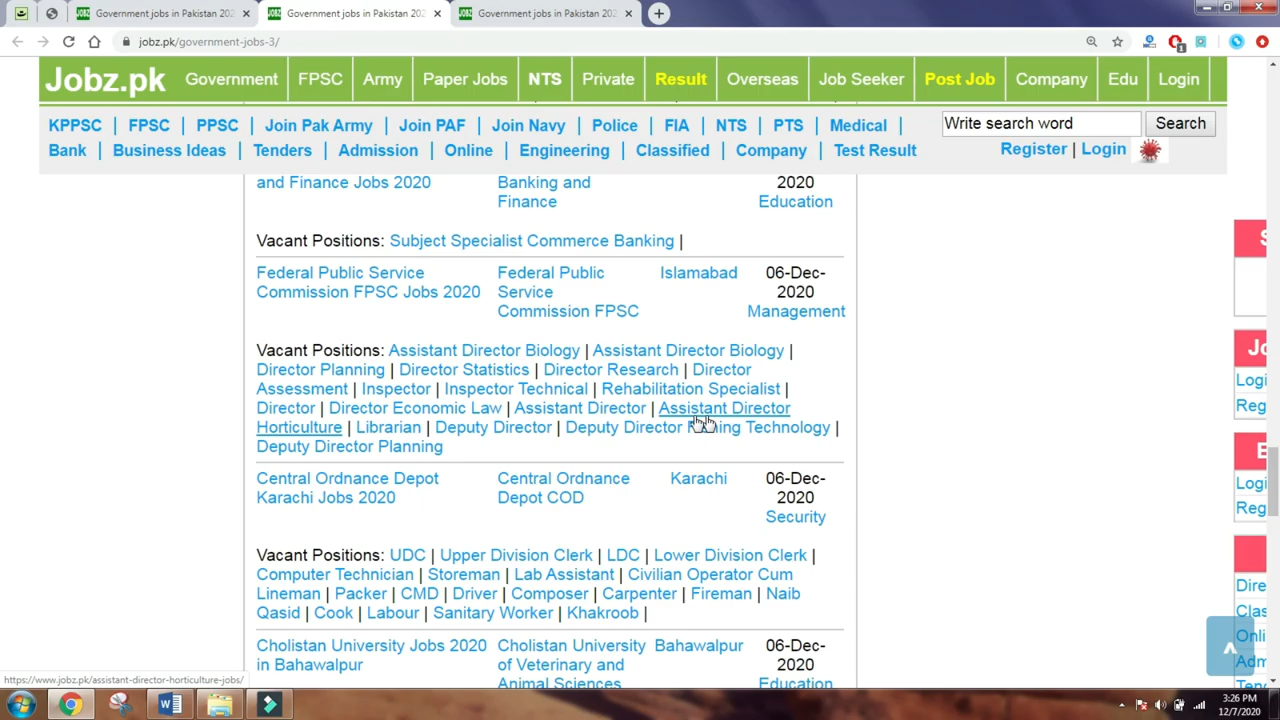 Government jobs in Pakistan 202
Government jobs in Pakistan 202
Government jobs in Pakistan 202
jobz.pk/government-jobs-3/
Jobz.pk Government FPSC Army Paper Jobs NTS Private Result Overseas Job Seeker Post Job Company Edu Login
KPPSC | FPSC | PPSC | Join Pak Army | Join PAF | Join Navy | Police | FIA | NTS | PTS | Medical |
Bank | Business Ideas | Tenders | Admission | Online | Engineering | Classified | Company | Test Result
Write search word Search
Register | Login
and Finance Jobs 2020 Banking and 2020
Finance Education
Vacant Positions: Subject Specialist Commerce Banking |
Federal Public Service Federal Public Islamabad 06-Dec-
Commission FPSC Jobs 2020 Service 2020
Commission FPSC Management
Vacant Positions: Assistant Director Biology | Assistant Director Biology |
Director Planning | Director Statistics | Director Research | Director
Assessment | Inspector | Inspector Technical | Rehabilitation Specialist |
Director | Director Economic Law | Assistant Director | Assistant Director
Horticulture | Librarian | Deputy Director | Deputy Director Technology |
Deputy Director Planning
Central Ordnance Depot Central Ordnance Karachi 06-Dec-
Karachi Jobs 2020 Depot COD 2020
Security
Vacant Positions: UDC | Upper Division Clerk | LDC | Lower Division Clerk |
Computer Technician | Storeman | Lab Assistant | Civilian Operator Cum
Lineman | Packer | CMD | Driver | Composer | Carpenter | Fireman | Naib
Qasid | Cook | Labour | Sanitary Worker | Khakroob |
Cholistan University Jobs 2020 Cholistan University Bahawalpur 06-Dec-
in Bahawalpur of Veterinary and 2020
Animal Sciences Education
S
Jo
Logi
Reg
E
Logi
Reg
Dire
Clas
Onli
Adm
Tend
https://www.jobz.pk/assistant-director-horticulture-jobs/
3:26 PM
12/7/2020